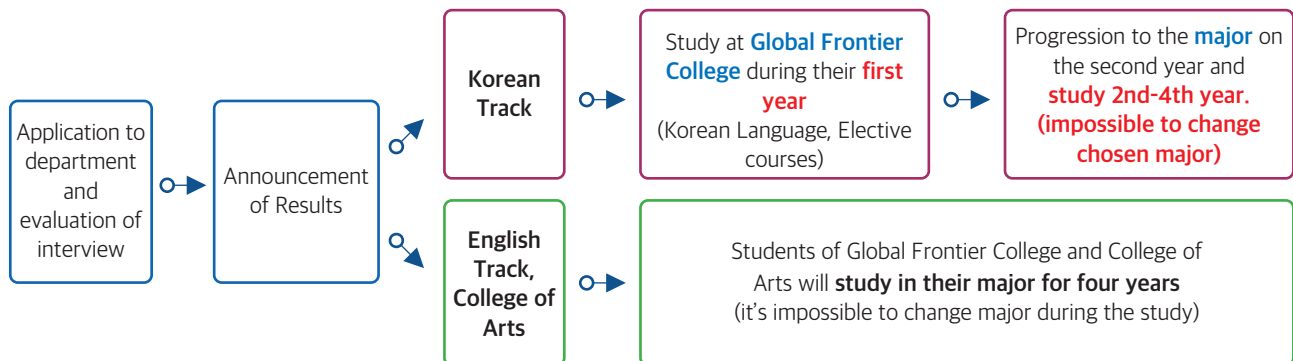 Application to
department
and
evaluation of
interview
Announcement
of Results
Korean
Track
Study at Global Frontier
College during their first
year
(Korean Language, Elective
courses)
Progression to the major on
the second year and
study 2nd-4th year.
(impossible to change
chosen major)
English
Track,
College of
Arts
Students of Global Frontier College and College of
Arts will study in their major for four years
(it's impossible to change major during the study)